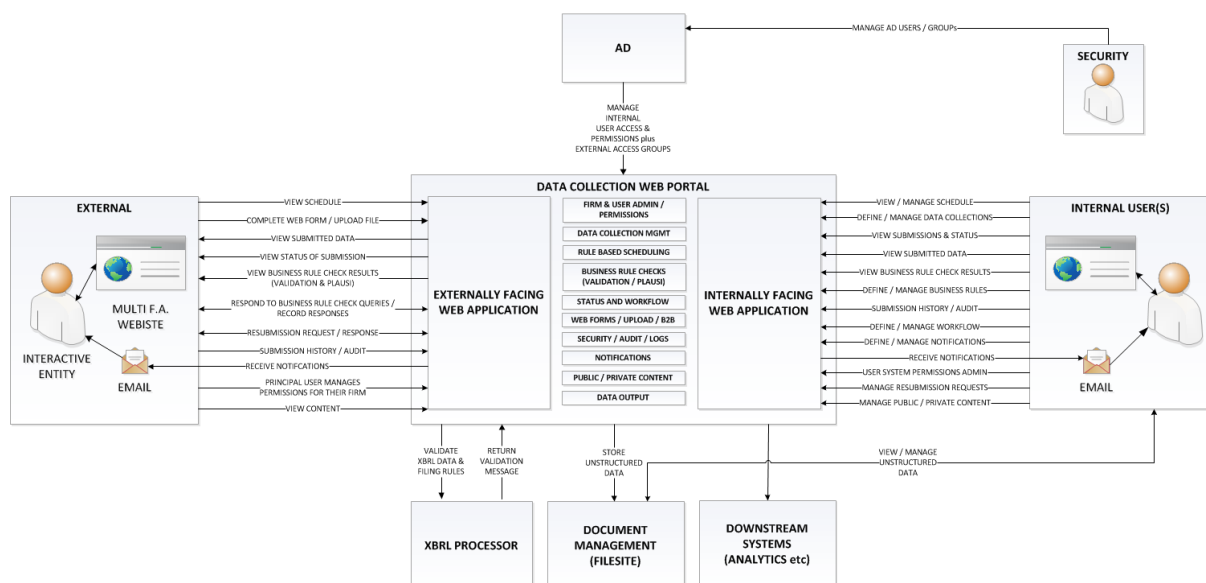 AD
MANAGE AD USERS / GROUPs
SECURITY
MANAGE
INTERNAL
USER ACCESS &
PERMISSIONS plus
EXTERNAL ACCESS GROUPS
DATA COLLECTION WEB PORTAL
EXTERNAL
MULTI F.A.
WEBISTE
INTERACTIVE
ENTITY
EMAIL
VIEW SCHEDULE
COMPLETE WEB FORM / UPLOAD FILE
VIEW SUBMITTED DATA
VIEW STATUS OF SUBMISSION
VIEW BUSINESS RULE CHECK RESULTS
(VALIDATION & PLAUSI)
RESPOND TO BUSINESS RULE CHECK QUERIES /
RECORD RESPONSES
RESUBMISSION REQUEST / RESPONSE
SUBMISSION HISTORY / AUDIT
RECEIVE NOTIFICATIONS
PRINCIPAL USER MANAGES
PERMISSIONS FOR THEIR FIRM
VIEW CONTENT
EXTERNALLY FACING
WEB APPLICATION
FIRM & USER ADMIN /
PERMISSIONS
DATA COLLECTION MGMT
RULE BASED SCHEDULING
BUSINESS RULE CHECKS
(VALIDATION / PLAUSI)
STATUS AND WORKFLOW
WEB FORMS / UPLOAD / B2B
SECURITY / AUDIT / LOGS
NOTIFICATIONS
PUBLIC / PRIVATE CONTENT
DATA OUTPUT
INTERNALLY FACING
WEB APPLICATION
VIEW / MANAGE SCHEDULE
DEFINE / MANAGE DATA COLLECTIONS
VIEW SUBMISSIONS & STATUS
VIEW SUBMITTED DATA
VIEW BUSINESS RULE CHECK RESULTS
DEFINE / MANAGE BUSINESS RULES
SUBMISSION HISTORY / AUDIT
DEFINE / MANAGE WORKFLOW
DEFINE / MANAGE NOTIFICATIONS
RECEIVE NOTIFICATIONS
USER SYSTEM PERMISSIONS ADMIN
MANAGE RESUBMISSION REQUESTS
MANAGE PUBLIC / PRIVATE CONTENT
INTERNAL USER(S)
EMAIL
VALIDATE
XBRL DATA &
FILING RULES
RETURN
VALIDATION
MESSAGE
STORE
UNSTRUCTURED
DATA
VIEW / MANAGE
UNSTRUCTURED
DATA
XBRL PROCESSOR
DOCUMENT
MANAGEMENT
(FILESITE)
DOWNSTREAM
SYSTEMS
(ANALYTICS etc)